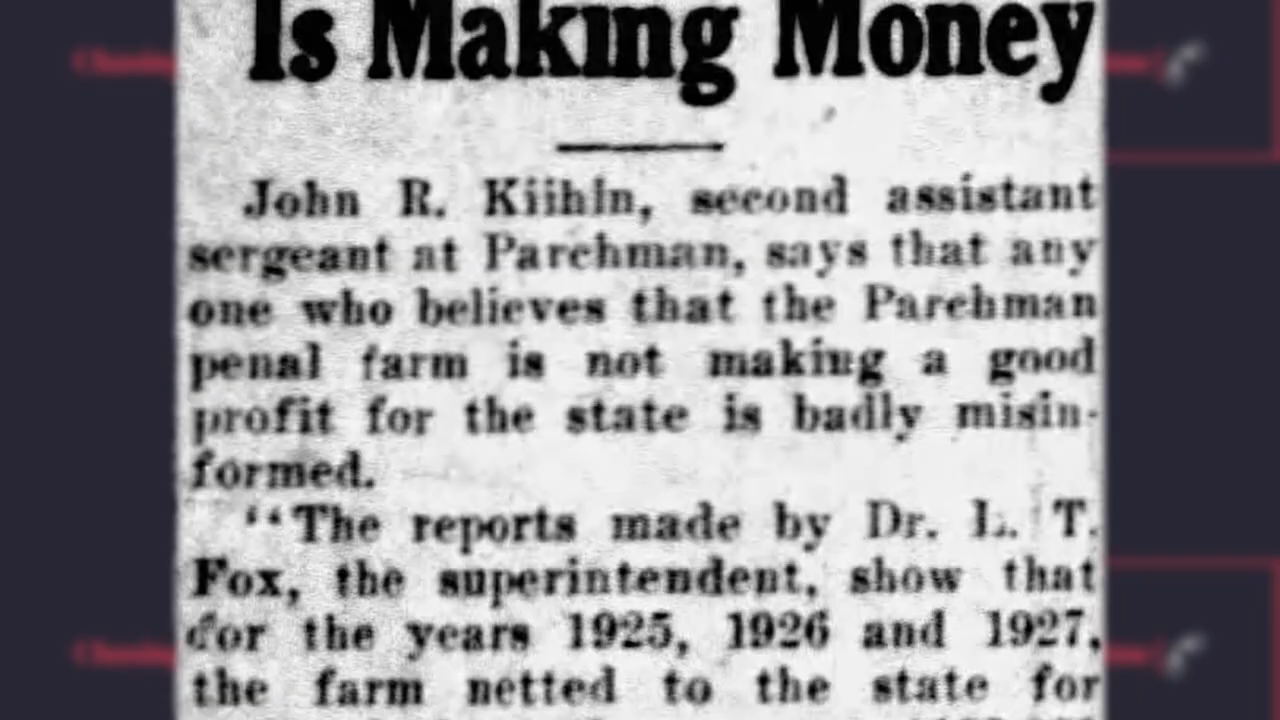 Is Making Money
John R. Kiihln, second assistant
sergeant at Parchman, says that any
one who believes that the Parchman
penal farm is not making a good
profit for the state is badly misin-
formed.
"The reports made by Dr. L. T.
Fox, the superintendent, show that
for the years 1925, 1926 and 1927,
the farm netted to the state for